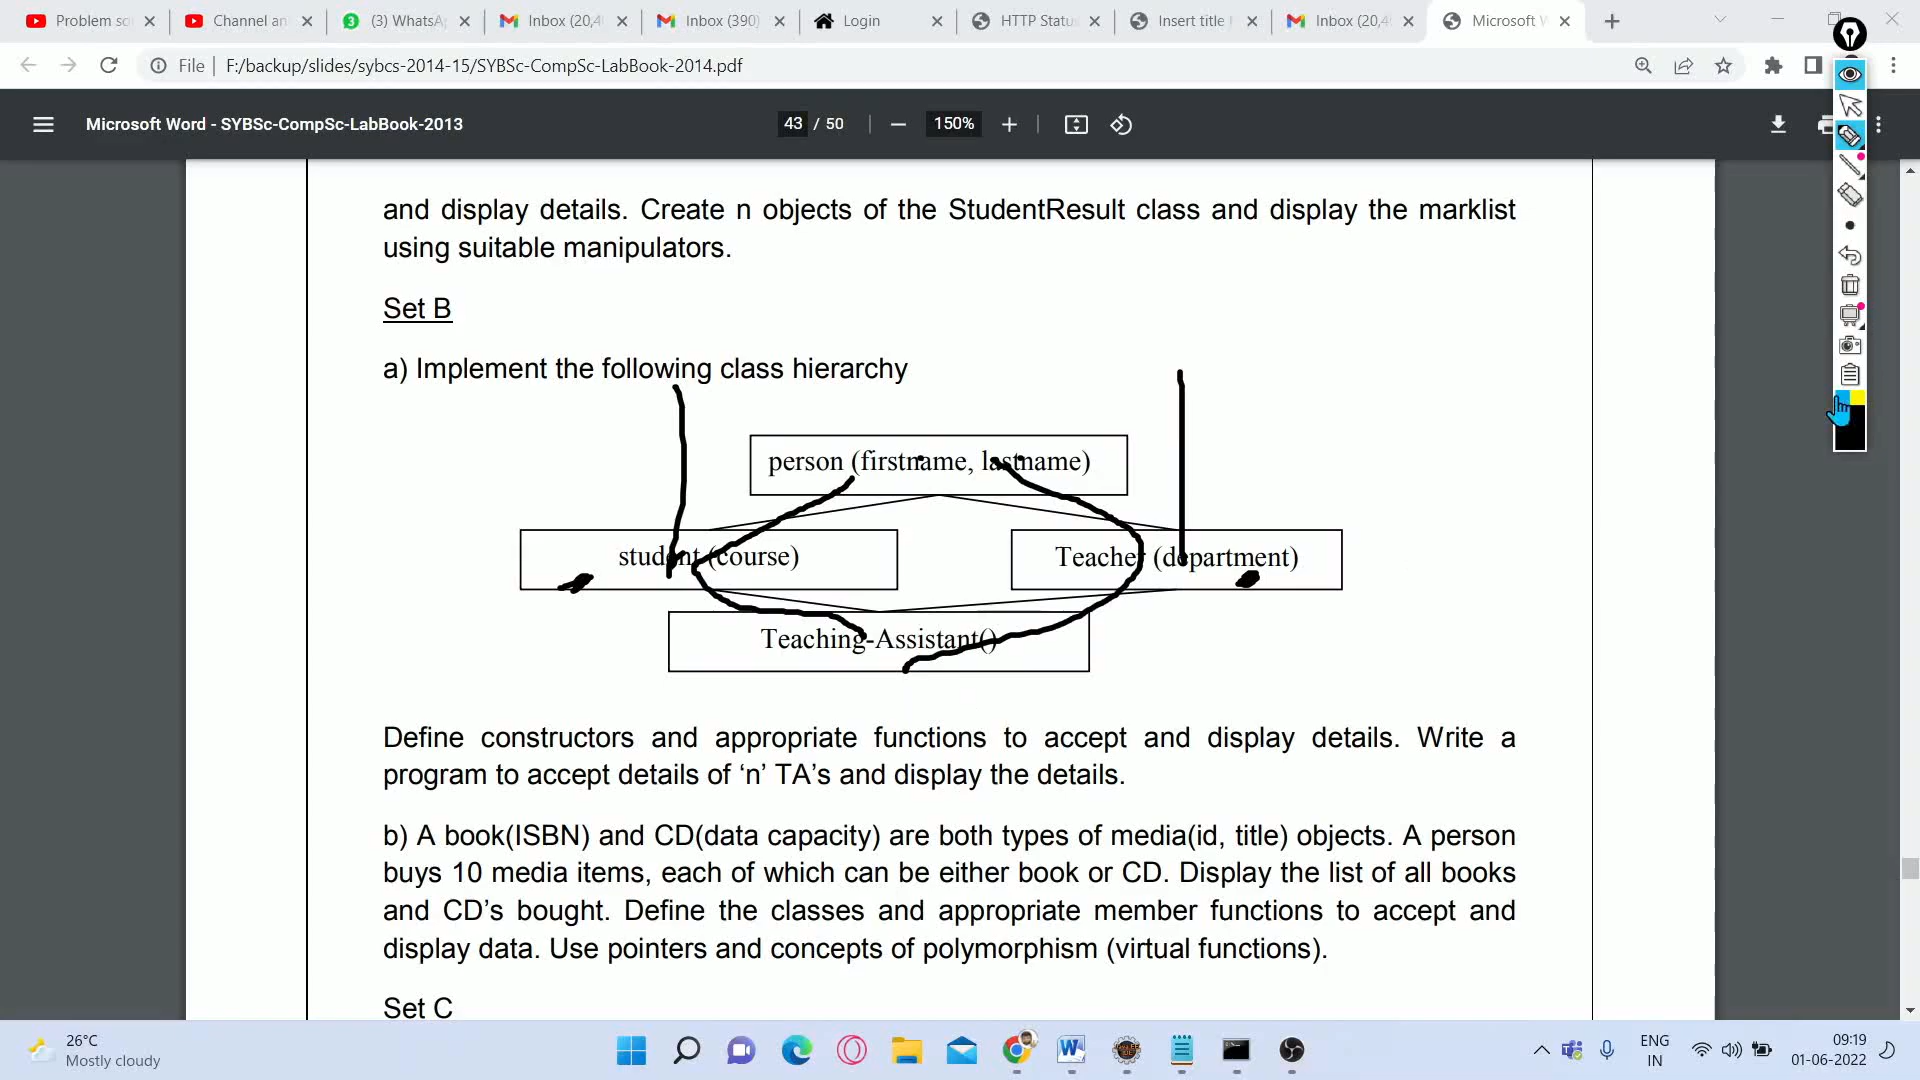 Problem so
Channel an
(3) WhatsA
Inbox (20,4
Inbox (390)
Login
HTTP Statu
Insert title
Inbox (20,4
Microsoft W
File
F:/backup/slides/sybcs-2014-15/SYBSc-CompSc-LabBook-2014.pdf
Microsoft Word - SYBSc-CompSc-LabBook-2013
43 / 50
150%
and display details. Create n objects of the StudentResult class and display the marklist
using suitable manipulators.
Set B
a) Implement the following class hierarchy
person (firstname, lastname)
student (course)
Teacher (department)
Teaching-Assistant()
Define constructors and appropriate functions to accept and display details. Write a
program to accept details of ‘n’ TA’s and display the details.
b) A book(ISBN) and CD(data capacity) are both types of media(id, title) objects. A person
buys 10 media items, each of which can be either book or CD. Display the list of all books
and CD’s bought. Define the classes and appropriate member functions to accept and
display data. Use pointers and concepts of polymorphism (virtual functions).
Set C
26°C
Mostly cloudy
ENG
IN
09:19
01-06-2022